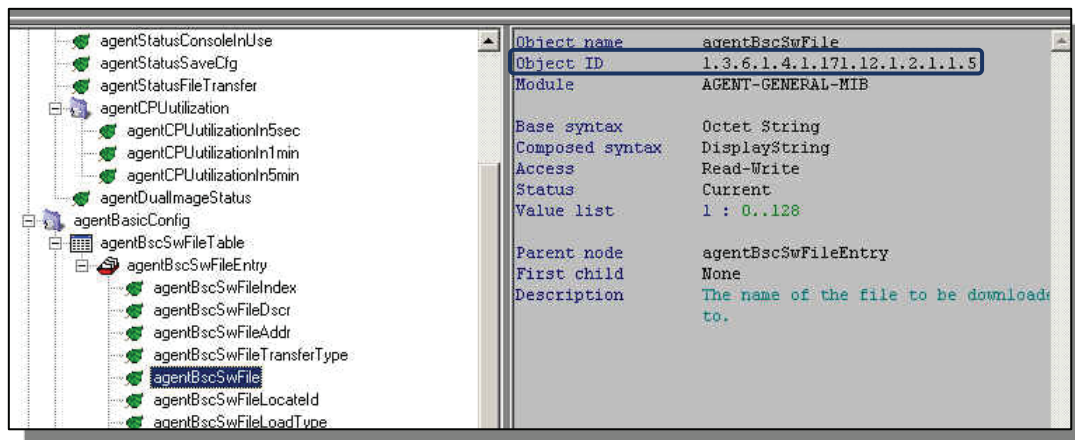 agentStatusConsoleInUse
agentStatusSaveCfg
agentStatusFileTransfer
agentCPUutilization
agentCPUutilizationIn5sec
agentCPUutilizationIn1min
agentCPUutilizationIn5min
agentDualImageStatus
agentBasicConfig
agentBscSwFileTable
agentBscSwFileEntry
agentBscSwFileIndex
agentBscSwFileDscr
agentBscSwFileAddr
agentBscSwFileTransferType
agentBscSwFile
agentBscSwFileLocateId
agentBscSwFileLoadType
Object name agentBscSwFile
Object ID 1.3.6.1.4.1.171.12.1.2.1.1.5
Module AGENT-GENERAL-MIB
Base syntax Octet String
Composed syntax DisplayString
Access Read-Write
Status Current
Value list 1 : 0..128
Parent node agentBscSwFileEntry
First child None
Description The name of the file to be downloade
to.